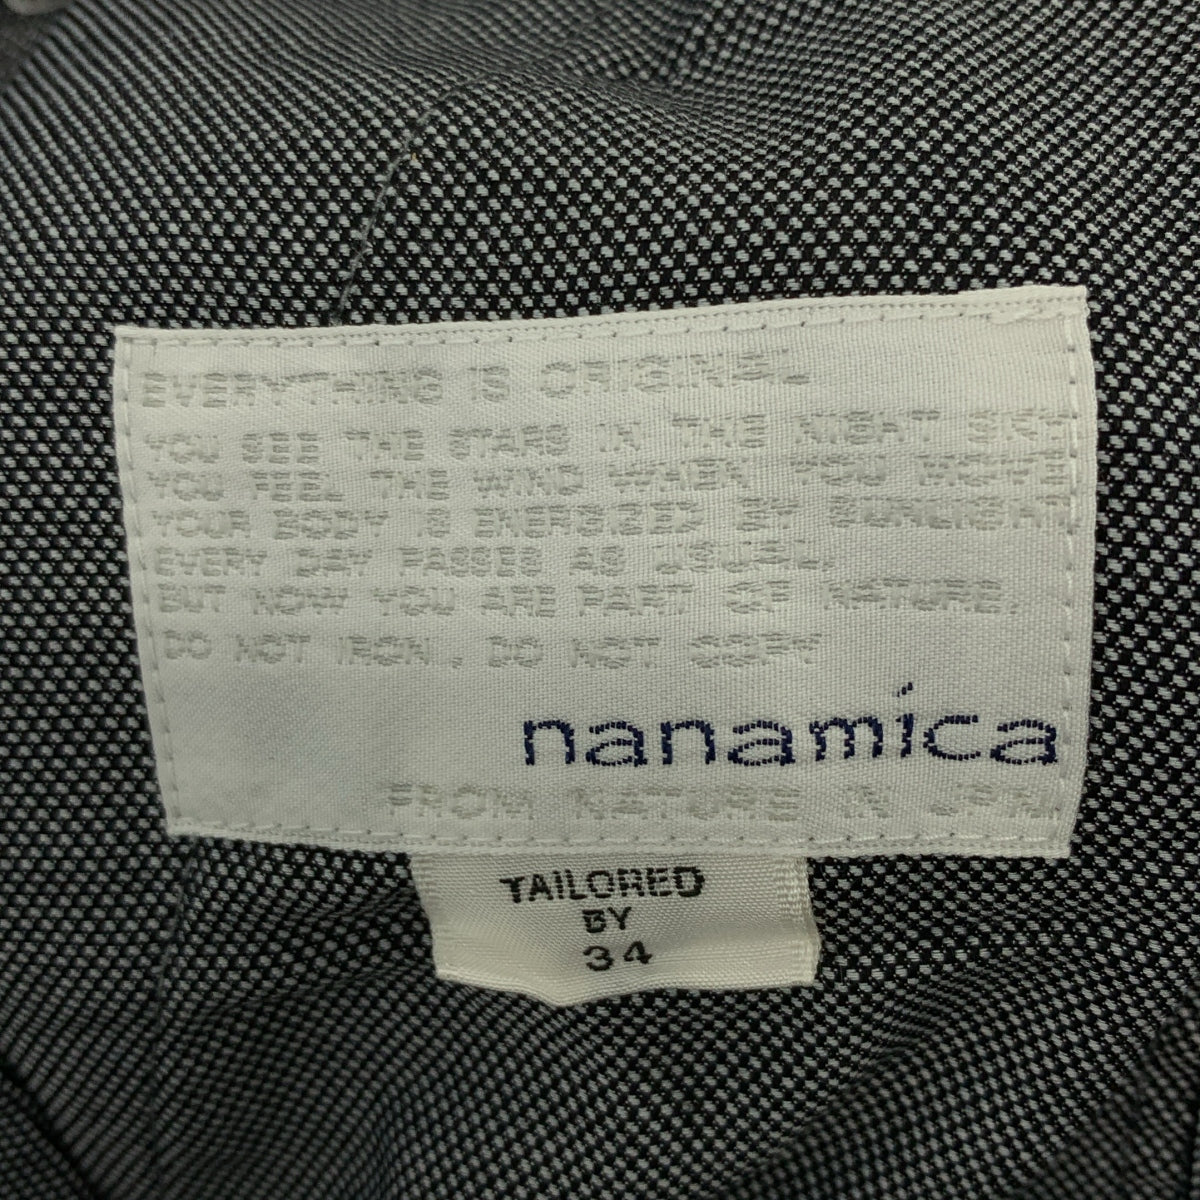 EVERYTHING IS ORIGINAL
YOU SEE THE STARS IN THE NIGHT SKY
YOU FEEL THE WIND WHEN YOU MOVE
YOUR BODY IS ENERGIZED BY SUNLIGHT
EVERY DAY PASSES AS USUAL,
BUT NOW YOU ARE PART OF NATURE.
DO NOT IRON, DO NOT COPY
nanamica
FROM NATURE IN JPN
TAILORED
BY
34